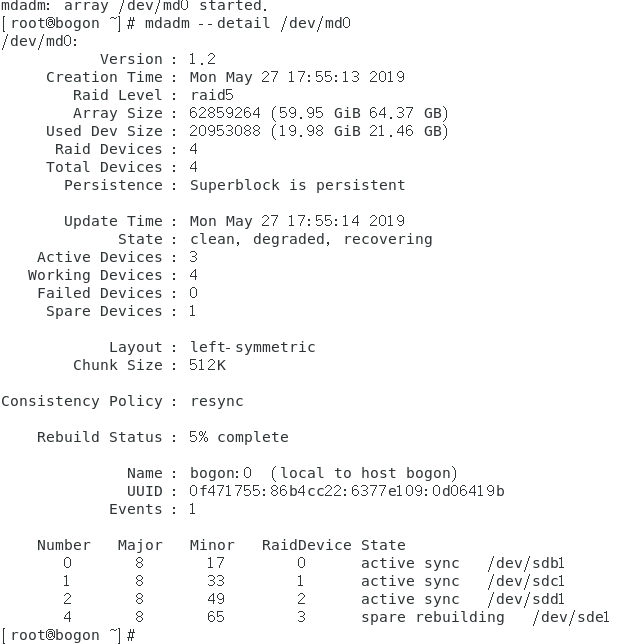 mdadm: array /dev/md0 started.
[root@bogon ~]# mdadm --detail /dev/md0
/dev/md0:
Version : 1.2
Creation Time : Mon May 27 17:55:13 2019
Raid Level : raid5
Array Size : 62859264 (59.95 GiB 64.37 GB)
Used Dev Size : 20953088 (19.98 GiB 21.46 GB)
Raid Devices : 4
Total Devices : 4
Persistence : Superblock is persistent
Update Time : Mon May 27 17:55:14 2019
State : clean, degraded, recovering
Active Devices : 3
Working Devices : 4
Failed Devices : 0
Spare Devices : 1
Layout : left-symmetric
Chunk Size : 512K
Consistency Policy : resync
Rebuild Status : 5% complete
Name : bogon:0  (local to host bogon)
UUID : 0f471755:86b4cc22:6377e109:0d06419b
Events : 1
Number   Major   Minor   RaidDevice State
0       8       17        0      active sync   /dev/sdb1
1       8       33        1      active sync   /dev/sdc1
2       8       49        2      active sync   /dev/sdd1
4       8       65        3      spare rebuilding   /dev/sde1
[root@bogon ~]#